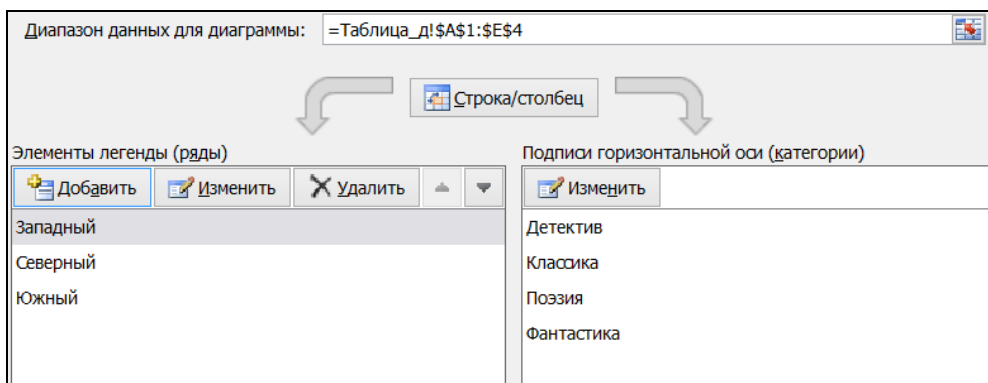 Диапазон данных для диаграммы: =Таблица_д!$A$1:$E$4
Строка/столбец
Элементы легенды (ряды)
Добавить Изменить Удалить
Западный
Северный
Южный
Подписи горизонтальной оси (категории)
Изменить
Детектив
Классика
Поэзия
Фантастика